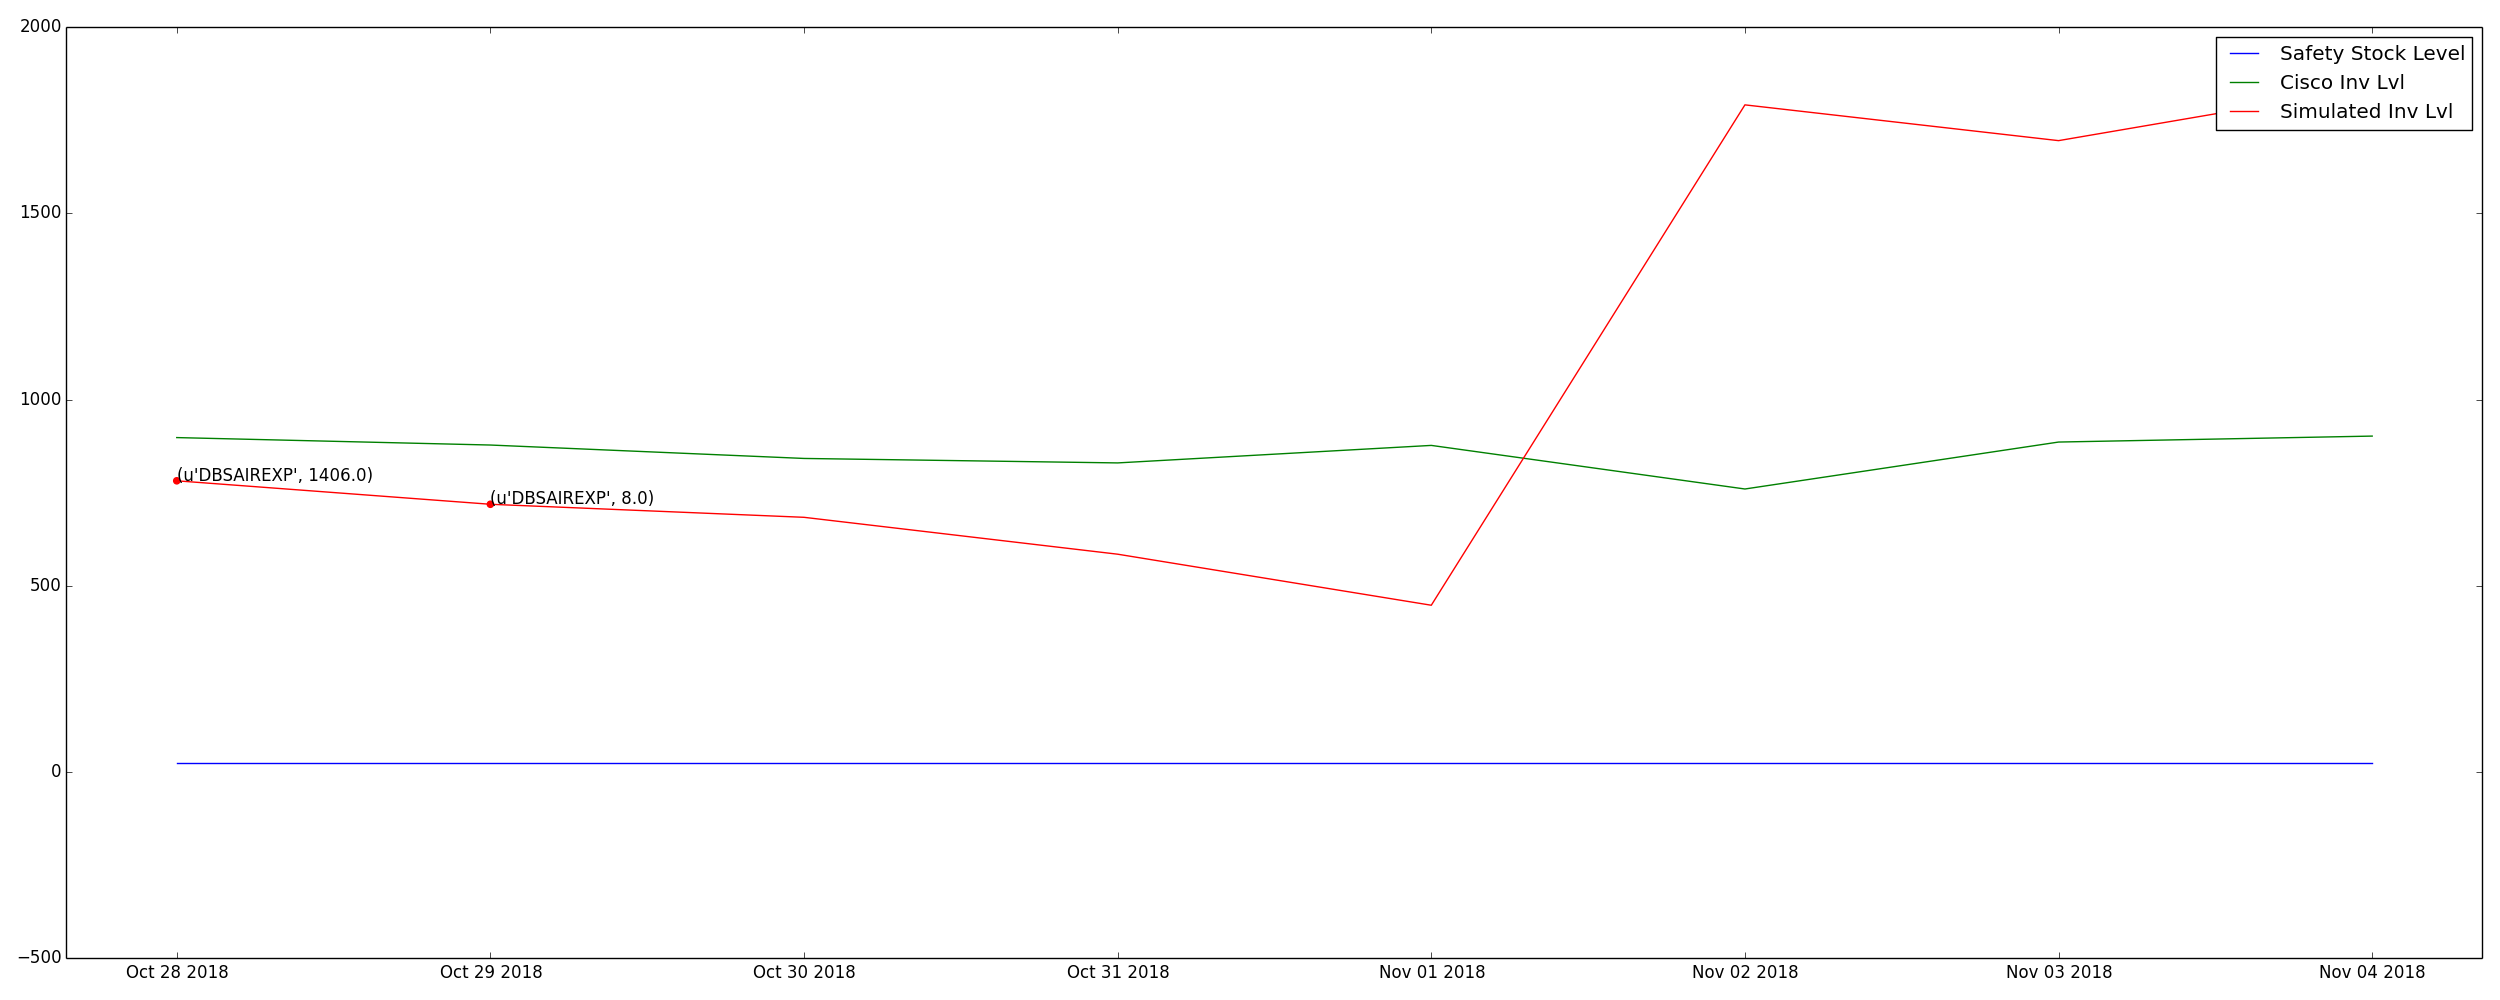 2000
1500
1000
500
0
−500
Safety Stock Level
Cisco Inv Lvl
Simulated Inv Lvl
(u'DBSAIREXP', 1406.0)
(u'DBSAIREXP', 8.0)
Oct 28 2018 Oct 29 2018 Oct 30 2018 Oct 31 2018 Nov 01 2018 Nov 02 2018 Nov 03 2018 Nov 04 2018